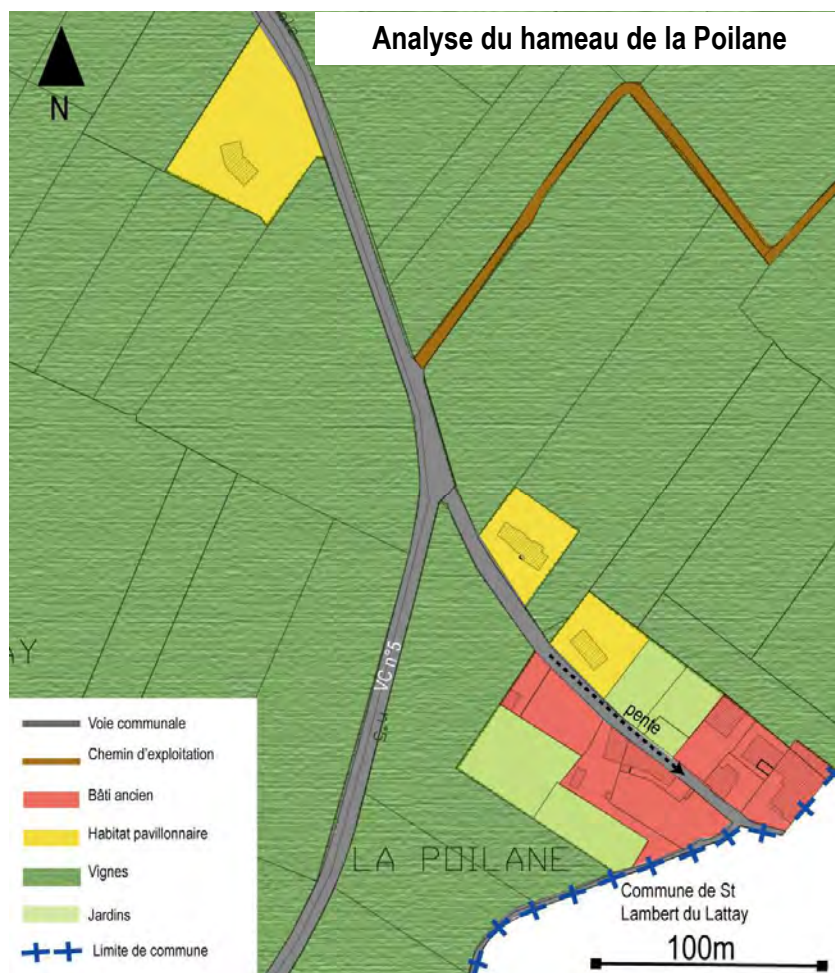 Analyse du hameau de la Poilane
N
VC n°5
pente
Voie communale
Chemin d'exploitation
Bâti ancien
Habitat pavillonnaire
Vignes
Jardins
Limite de commune
LA POILANE
Commune de St
Lambert du Lattay
100m